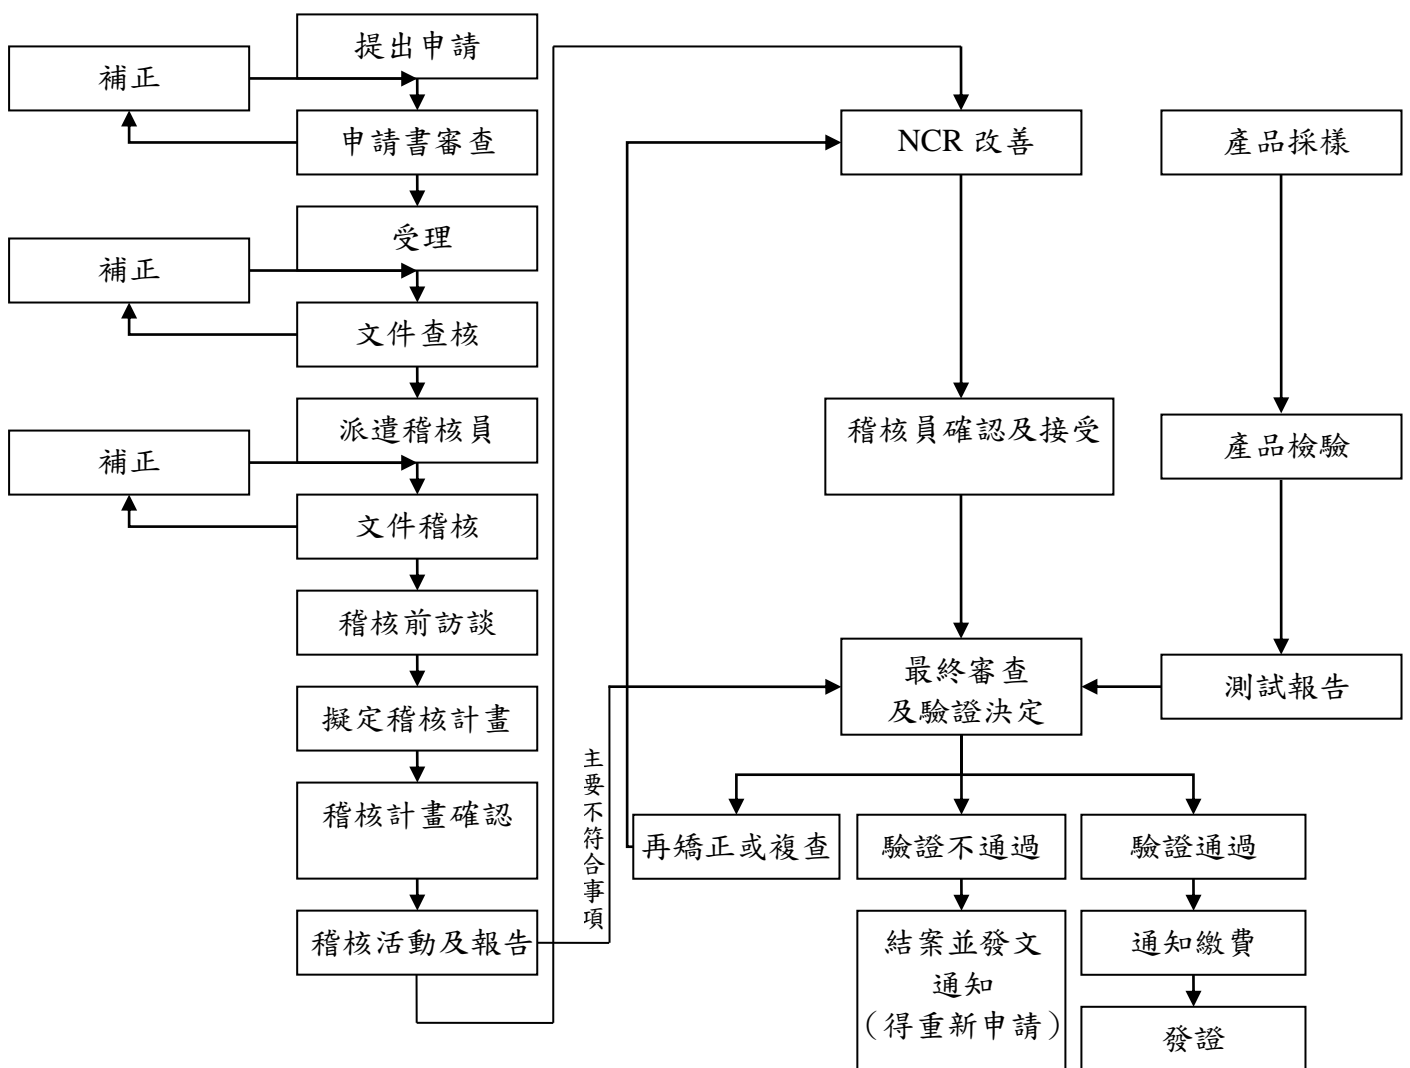 提出申請
補正
申請書審查
受理
補正
文件查核
派遣稽核員
補正
文件稽核
稽核前訪談
擬定稽核計畫
稽核計畫確認
稽核活動及報告
主要不符合事項
NCR 改善
稽核員確認及接受
最終審查
及驗證決定
產品採樣
產品檢驗
測試報告
再矯正或複查
驗證不通過
驗證通過
結案並發文
通知
（得重新申請）
通知繳費
發證